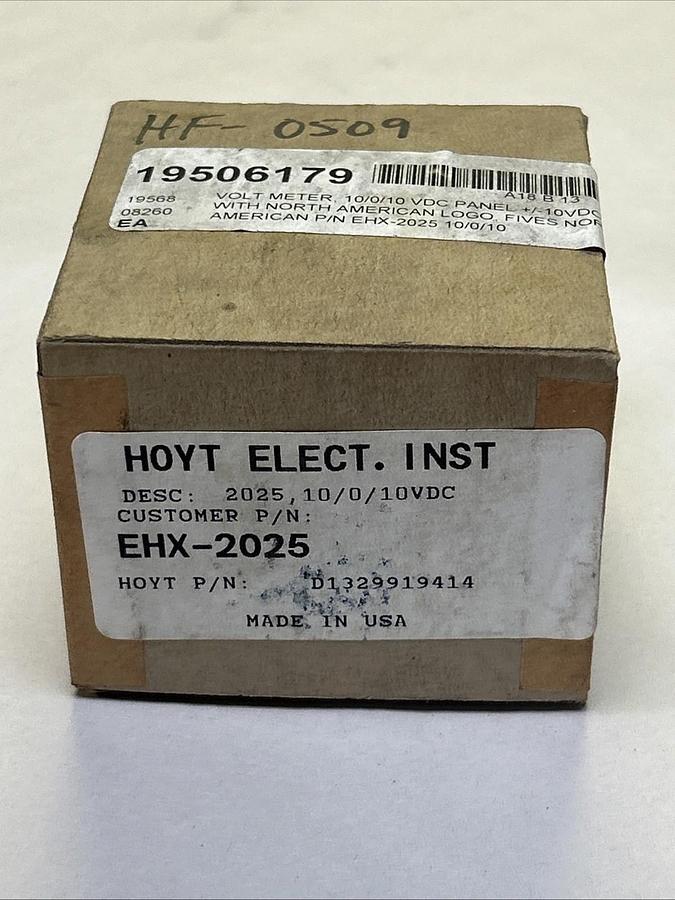 HF- 0509
19506179
A18 B 13
19568 VOLT METER, 10/0/10 VDC PANEL +/-10VDC
08260 WITH NORTH AMERICAN LOGO. FIVES NOR
EA AMERICAN P/N EHX-2025 10/0/10
HOYT ELECT. INST
DESC: 2025,10/0/10VDC
CUSTOMER P/N:
EHX-2025
HOYT P/N: D1329919414
MADE IN USA